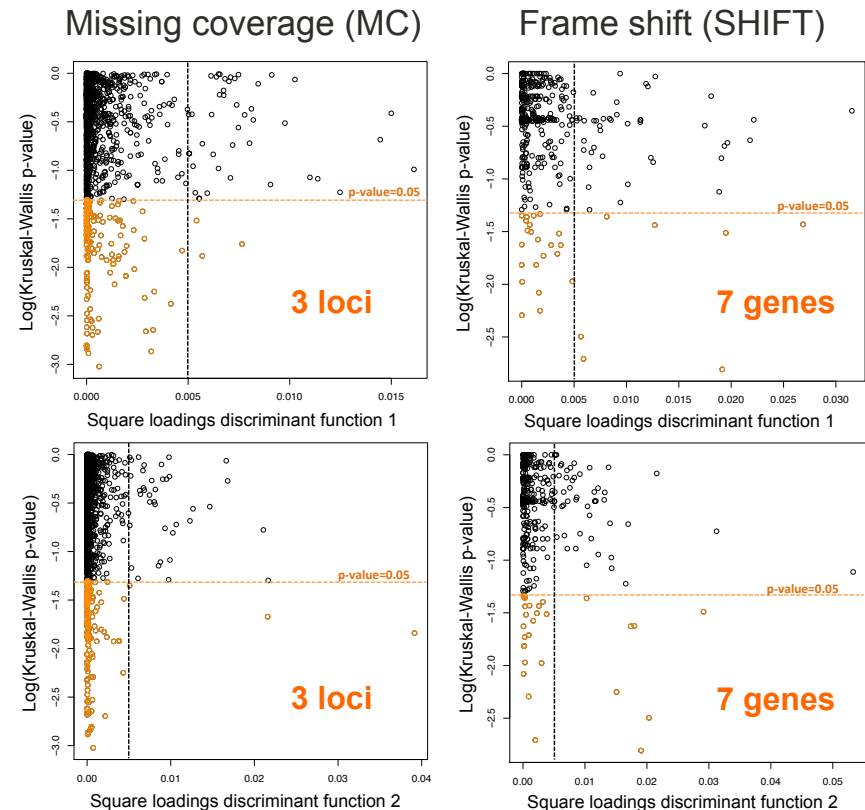 Missing coverage (MC)
Frame shift (SHIFT)
Log(Kruskal-Wallis p-value)
0.0
−0.5
−1.0
−1.5
−2.0
−2.5
−3.0
p-value=0.05
3 loci
0.000
0.005
0.010
0.015
Square loadings discriminant function 1
Log(Kruskal-Wallis p-value)
0.0
−0.5
−1.0
−1.5
−2.0
−2.5
p-value=0.05
7 genes
0.000
0.005
0.010
0.015
0.020
0.025
0.030
Square loadings discriminant function 1
Log(Kruskal-Wallis p-value)
0.0
−0.5
−1.0
−1.5
−2.0
−2.5
−3.0
p-value=0.05
3 loci
0.00
0.01
0.02
0.03
0.04
Square loadings discriminant function 2
Log(Kruskal-Wallis p-value)
0.0
−0.5
−1.0
−1.5
−2.0
−2.5
p-value=0.05
7 genes
0.00
0.01
0.02
0.03
0.04
0.05
Square loadings discriminant function 2